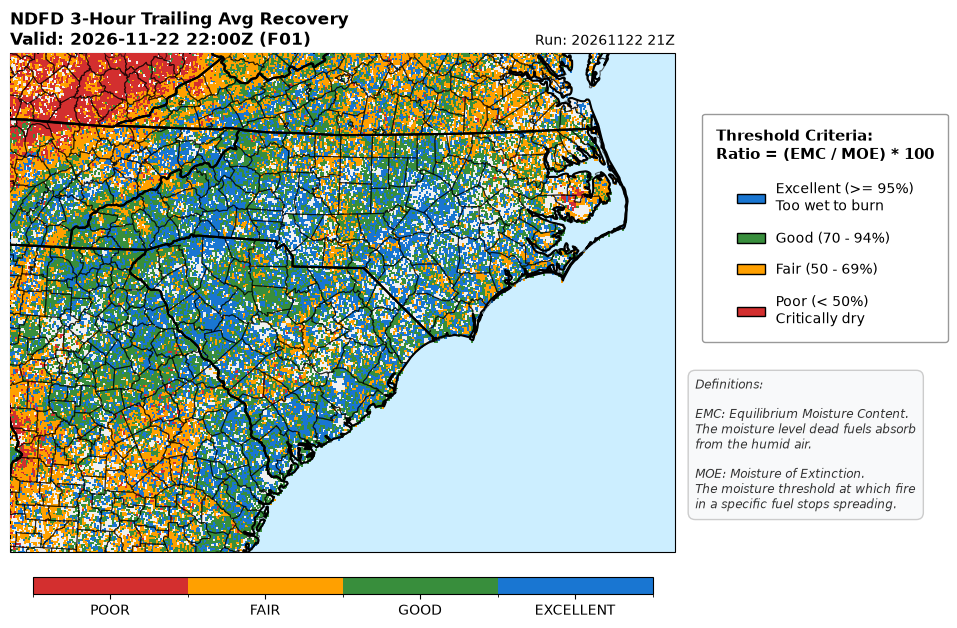 NDFD 3-Hour Trailing Avg Recovery
Valid: 2026-11-22 22:00Z (F01)
Run: 20261122 21Z
Threshold Criteria:
Ratio = (EMC / MOE) * 100
Excellent (>= 95%)
Too wet to burn
Good (70 - 94%)
Fair (50 - 69%)
Poor (< 50%)
Critically dry
Definitions:
EMC: Equilibrium Moisture Content.
The moisture level dead fuels absorb
from the humid air.
MOE: Moisture of Extinction.
The moisture threshold at which fire
in a specific fuel stops spreading.
POOR FAIR GOOD EXCELLENT